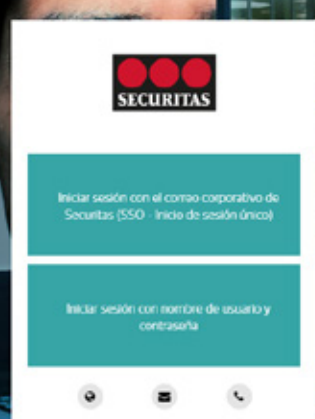 SECURITAS
Iniciar sesión con el correo corporativo de
Securitas (SSO - Inicio de sesión único)
Iniciar sesión con nombre de usuario y
contraseña